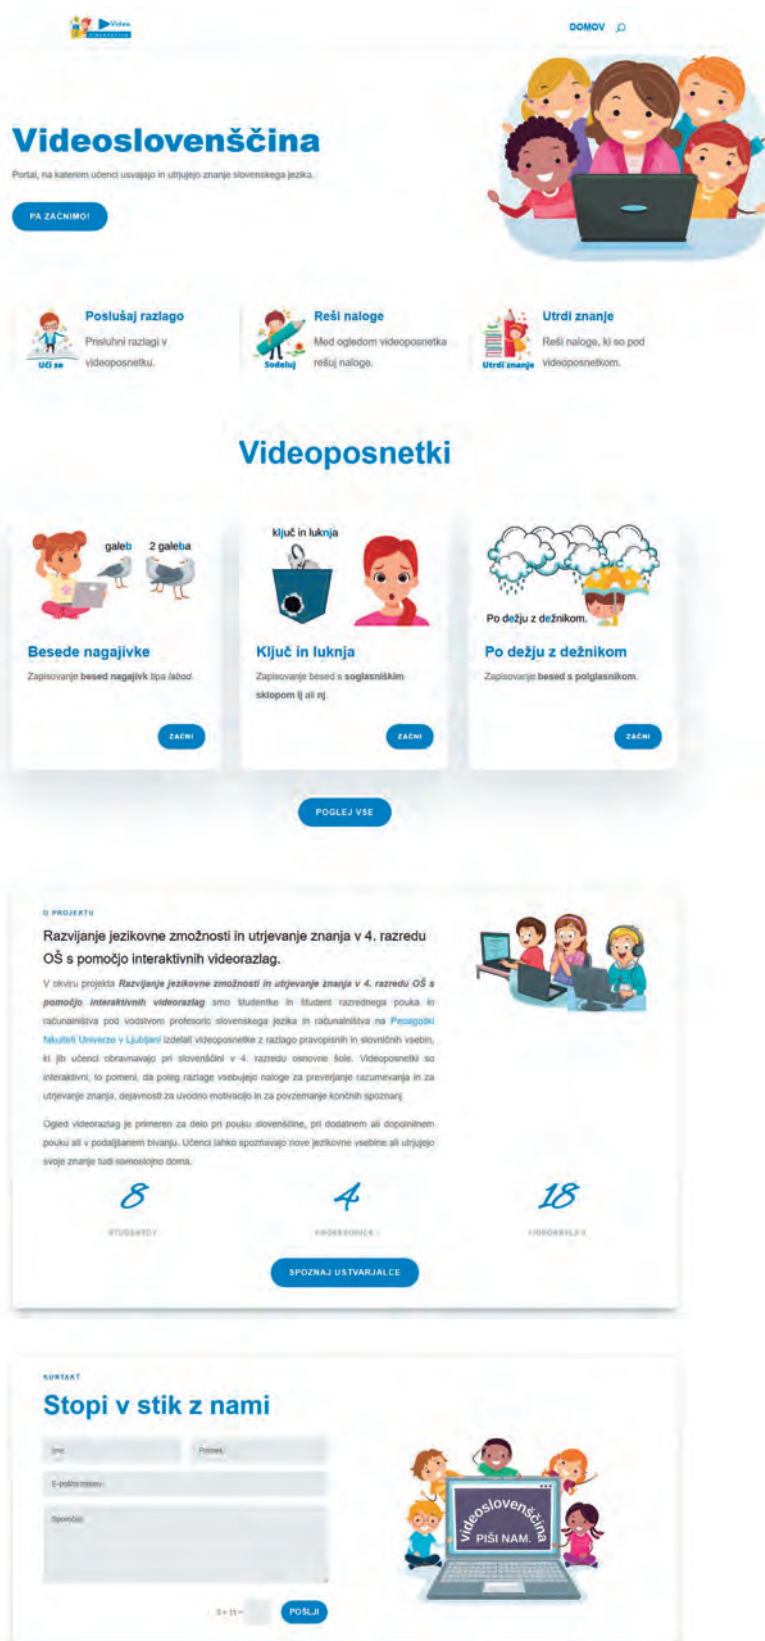 Video
DOMOV
Videoslovenščina
Portal, na katerem učenci usvajajo in utrjujejo znanje slovenskega jezika.
PA ZAČNIMO!
Uči se
Poslušaj razlago
Prisluhni razlagi v
videoposnetku.
Sodeluj
Reši naloge
Med ogledom videoposnetka
rešuj naloge.
Utrdi znanje
Utrdi znanje
Reši naloge, ki so pod
videoposnetkom.
Videoposnetki
galeb 2 galeba
Besede nagajivke
Zapisovanje besed nagajivk tipa labod.
ZAČNI
ključ in luknja
Ključ in luknja
Zapisovanje besed s soglasniškim
sklopom lj ali nj.
ZAČNI
Po dežju z dežnikom.
Po dežju z dežnikom
Zapisovanje besed s polglasnikom.
ZAČNI
POGLEJ VSE
O PROJEKTU
Razvijanje jezikovne zmožnosti in utrjevanje znanja v 4. razredu
OŠ s pomočjo interaktivnih videorazlag.
V okviru projekta Razvijanje jezikovne zmožnosti in utrjevanje znanja v 4. razredu OŠ s
pomočjo interaktivnih videorazlag smo študentke in študent razrednega pouka in
računalništva pod vodstvom profesoric slovenskega jezika in računalništva na Pedagoški
fakulteti Univerze v Ljubljani izdelali videoposnetke z razlago pravopisnih in slovničnih vsebin,
ki jih učenci obravnavajo pri slovenščini v 4. razredu osnovne šole. Videoposnetki so
interaktivni; to pomeni, da poleg razlage vsebujejo naloge za preverjanje razumevanja in za
utrjevanje znanja, dejavnosti za uvodno motivacijo in za povzemanje končnih spoznanj.
Ogled videorazlag je primeren za delo pri pouku slovenščine, pri dodatnem ali dopolnilnem
pouku ali v podaljšanem bivanju. Učenci lahko spoznavajo nove jezikovne vsebine ali utrjujejo
svoje znanje tudi samostojno doma.
8 4 18
ŠTUDENTOV
SPOZNAJ USTVARJALCE
KONTAKT
Stopi v stik z nami
Ime
Priimek
E-poštni naslov
Sporočilo
3 + 11 =
POŠLJI
videoslovenščina
PIŠI NAM.